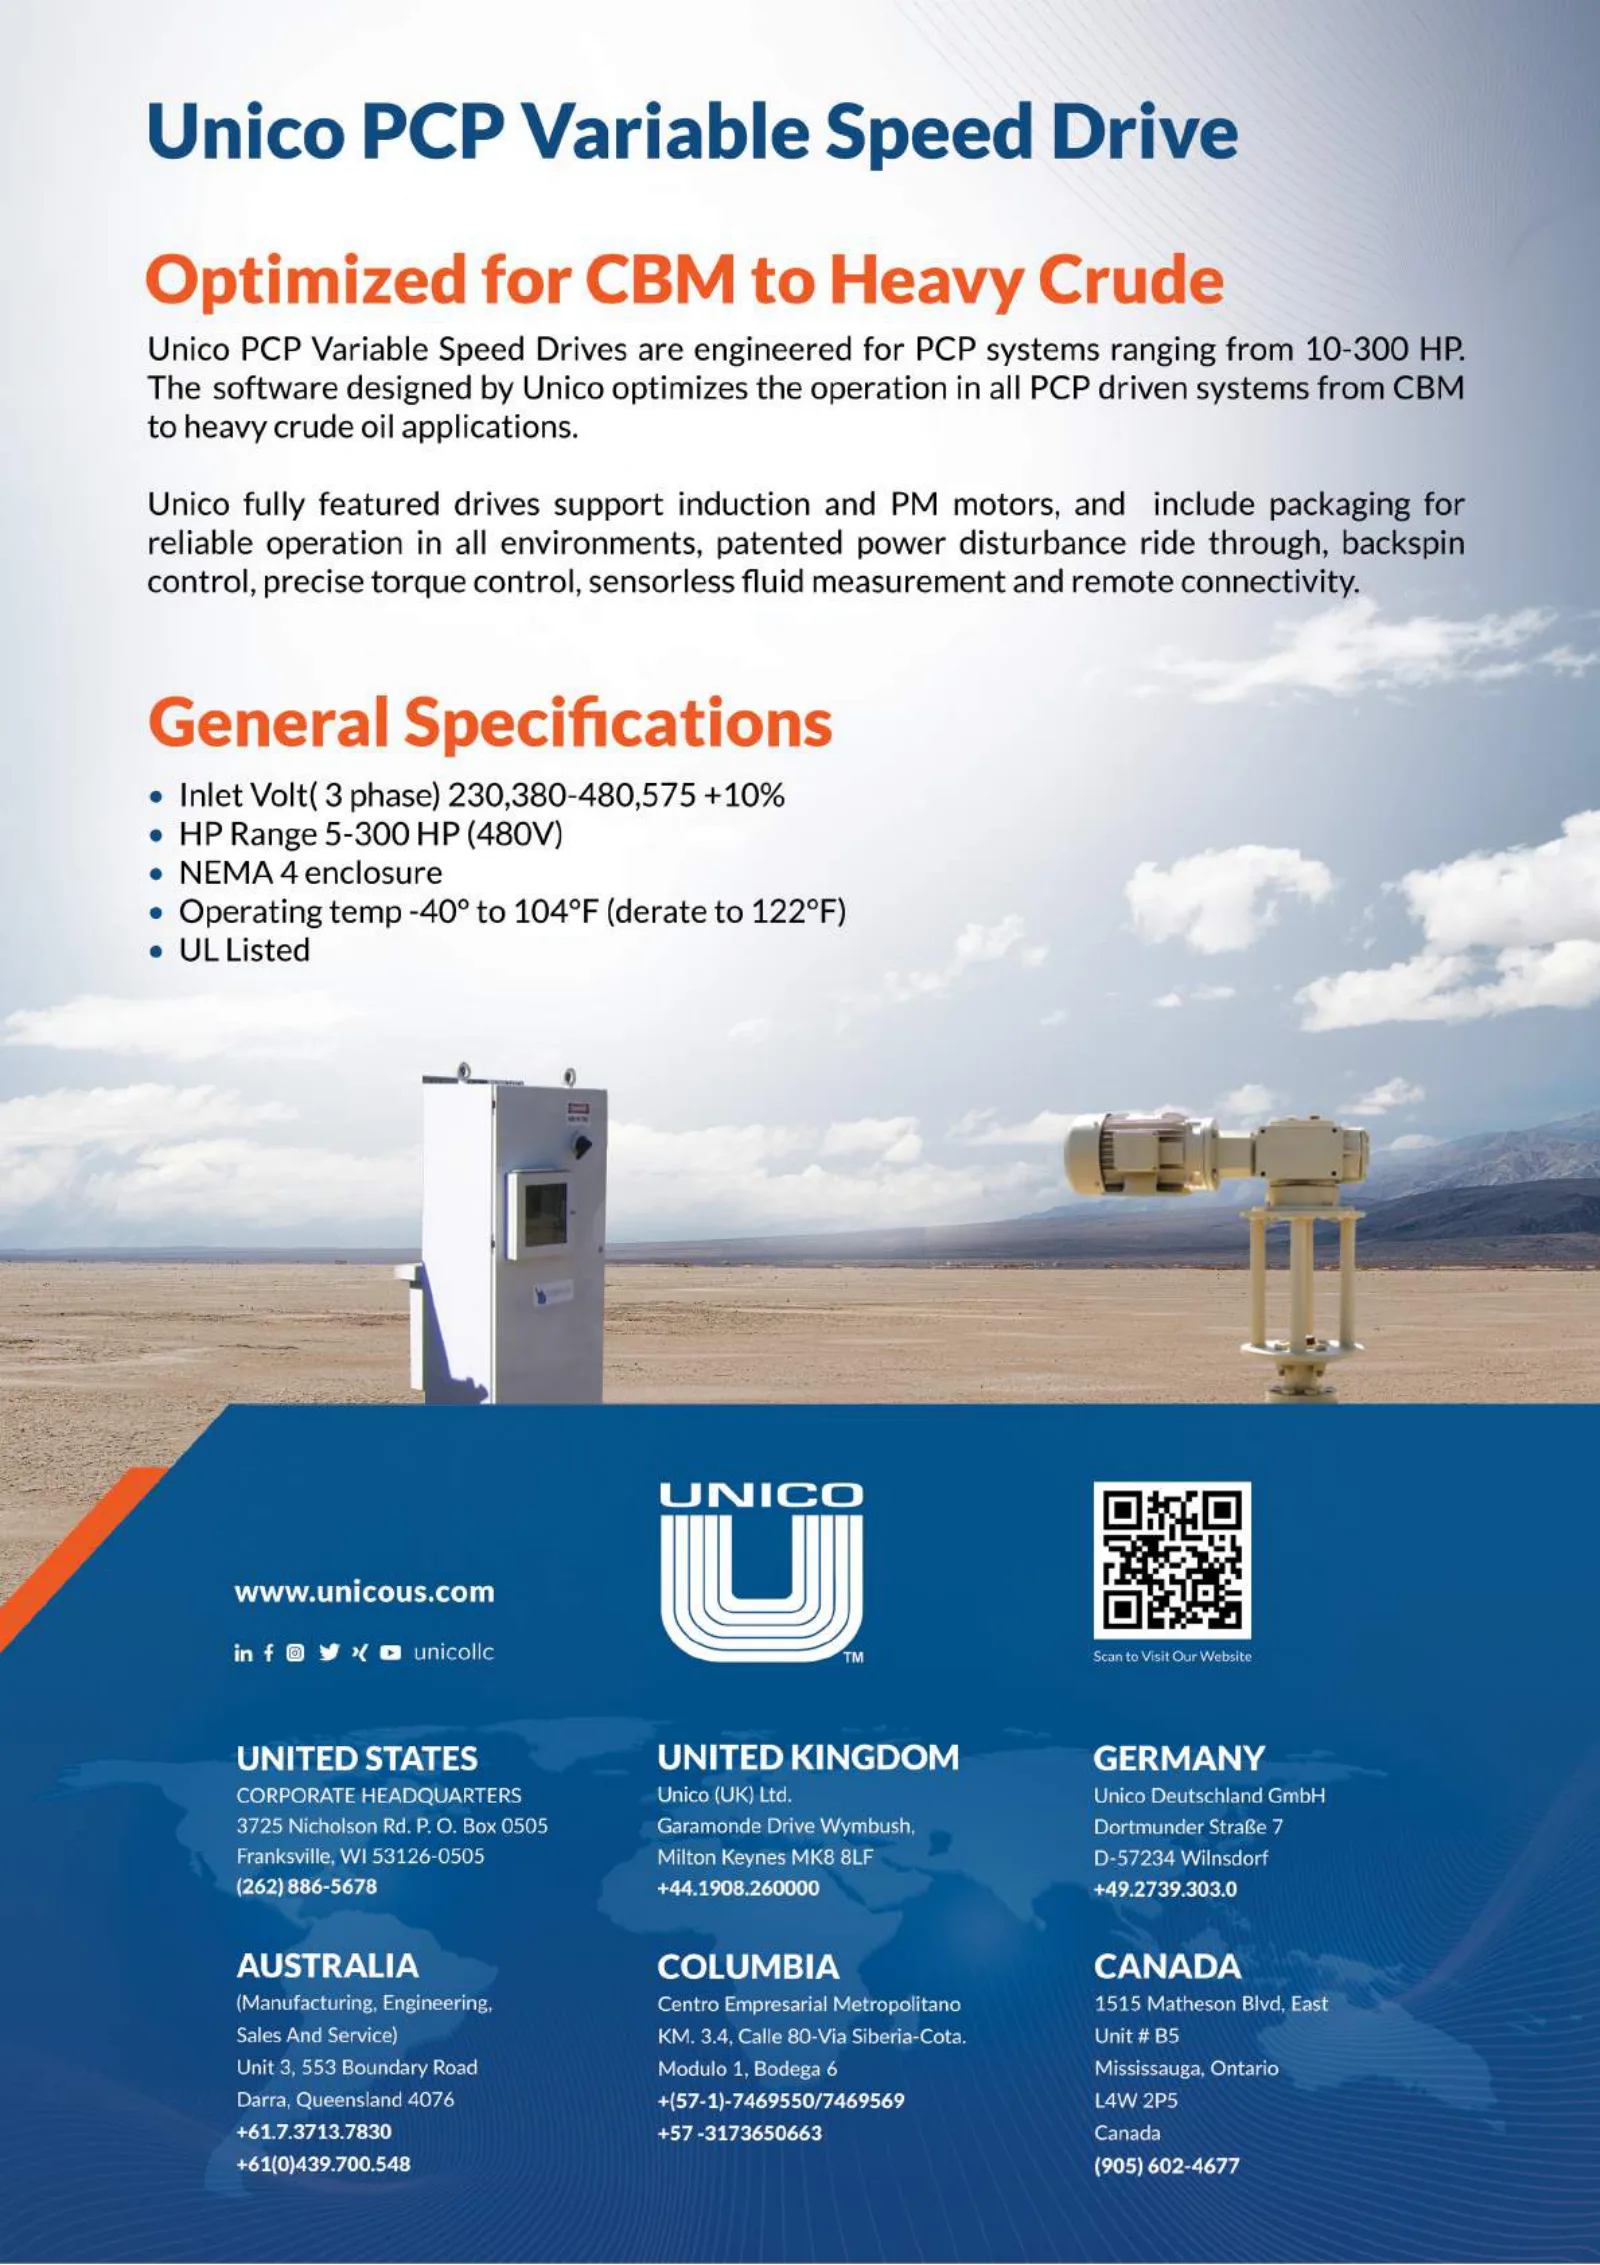 Unico PCP Variable Speed Drive
Optimized for CBM to Heavy Crude
Unico PCP Variable Speed Drives are engineered for PCP systems ranging from 10-300 HP.
The software designed by Unico optimizes the operation in all PCP driven systems from CBM
to heavy crude oil applications.
Unico fully featured drives support induction and PM motors, and include packaging for
reliable operation in all environments, patented power disturbance ride through, backspin
control, precise torque control, sensorless fluid measurement and remote connectivity.
General Specifications
• Inlet Volt( 3 phase) 230,380-480,575 +10%
• HP Range 5-300 HP (480V)
• NEMA 4 enclosure
• Operating temp -40° to 104°F (derate to 122°F)
• UL Listed
UNICO
TM
www.unicous.com
unicollc
Scan to Visit Our Website
UNITED STATES
CORPORATE HEADQUARTERS
3725 Nicholson Rd. P. O. Box 0505
Franksville, WI 53126-0505
(262) 886-5678
UNITED KINGDOM
Unico (UK) Ltd.
Garamonde Drive Wymbush,
Milton Keynes MK8 8LF
+44.1908.260000
GERMANY
Unico Deutschland GmbH
Dortmunder Straße 7
D-57234 Wilnsdorf
+49.2739.303.0
AUSTRALIA
(Manufacturing, Engineering,
Sales And Service)
Unit 3, 553 Boundary Road
Darra, Queensland 4076
+61.7.3713.7830
+61(0)439.700.548
COLUMBIA
Centro Empresarial Metropolitano
KM. 3.4, Calle 80-Via Siberia-Cota.
Modulo 1, Bodega 6
+(57-1)-7469550/7469569
+57 -3173650663
CANADA
1515 Matheson Blvd, East
Unit # B5
Mississauga, Ontario
L4W 2P5
Canada
(905) 602-4677